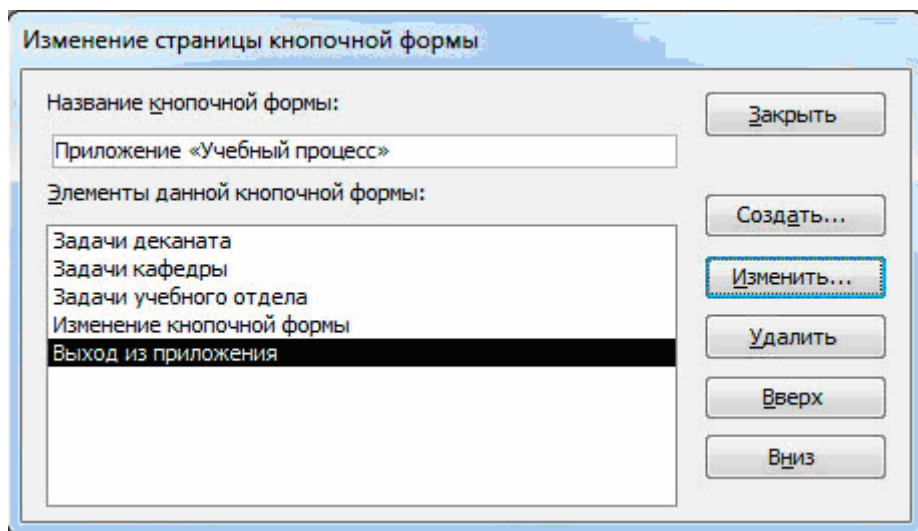 Изменение страницы кнопочной формы
Название кнопочной формы:
Закрыть
Приложение «Учебный процесс»
Элементы данной кнопочной формы:
Создать...
Задачи деканата
Задачи кафедры
Изменить...
Задачи учебного отдела
Изменение кнопочной формы
Удалить
Выход из приложения
Вверх
Вниз